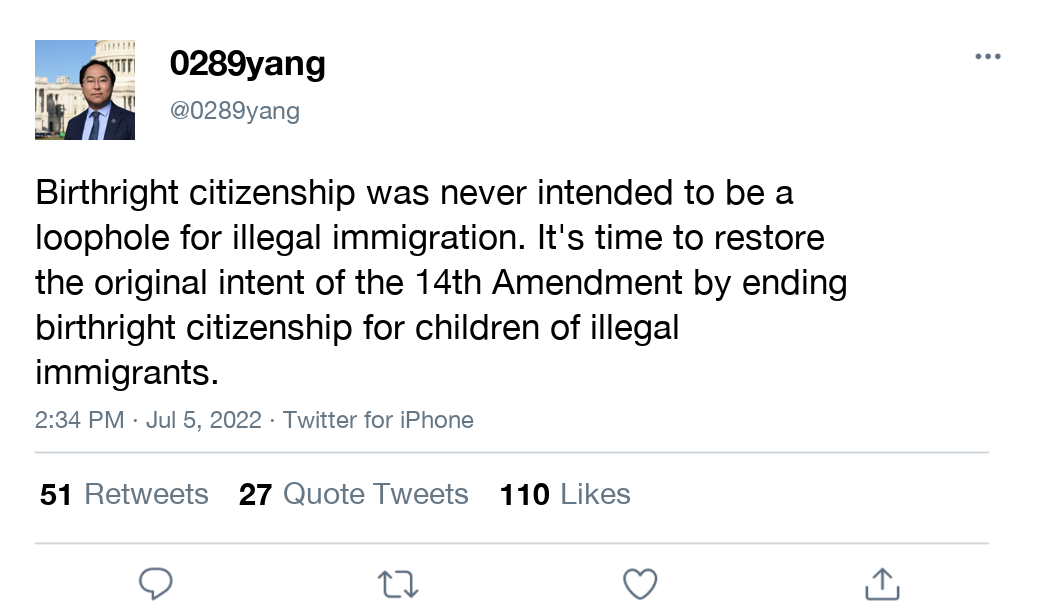 0289yang
@0289yang
Birthright citizenship was never intended to be a
loophole for illegal immigration. It's time to restore
the original intent of the 14th Amendment by ending
birthright citizenship for children of illegal
immigrants.
2:34 PM · Jul 5, 2022 · Twitter for iPhone
51 Retweets 27 Quote Tweets 110 Likes